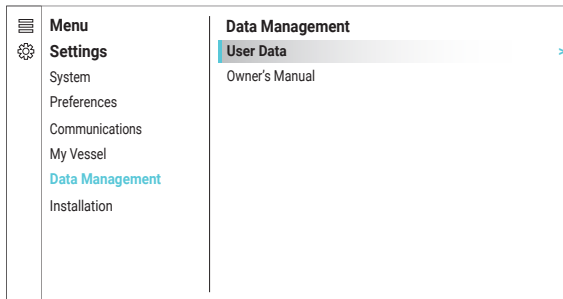 Menu
Settings
System
Preferences
Communications
My Vessel
Data Management
Installation
Data Management
User Data >
Owner's Manual